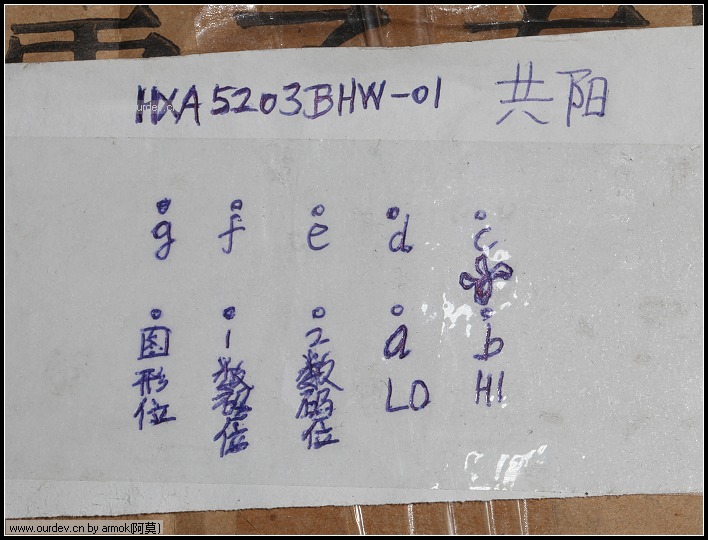 HXA5203BHW-01 共阳
g f e d c
图形位 1数码位 2数码位 a b
LO HI
www.ourdev.cn by armok[阿莫]